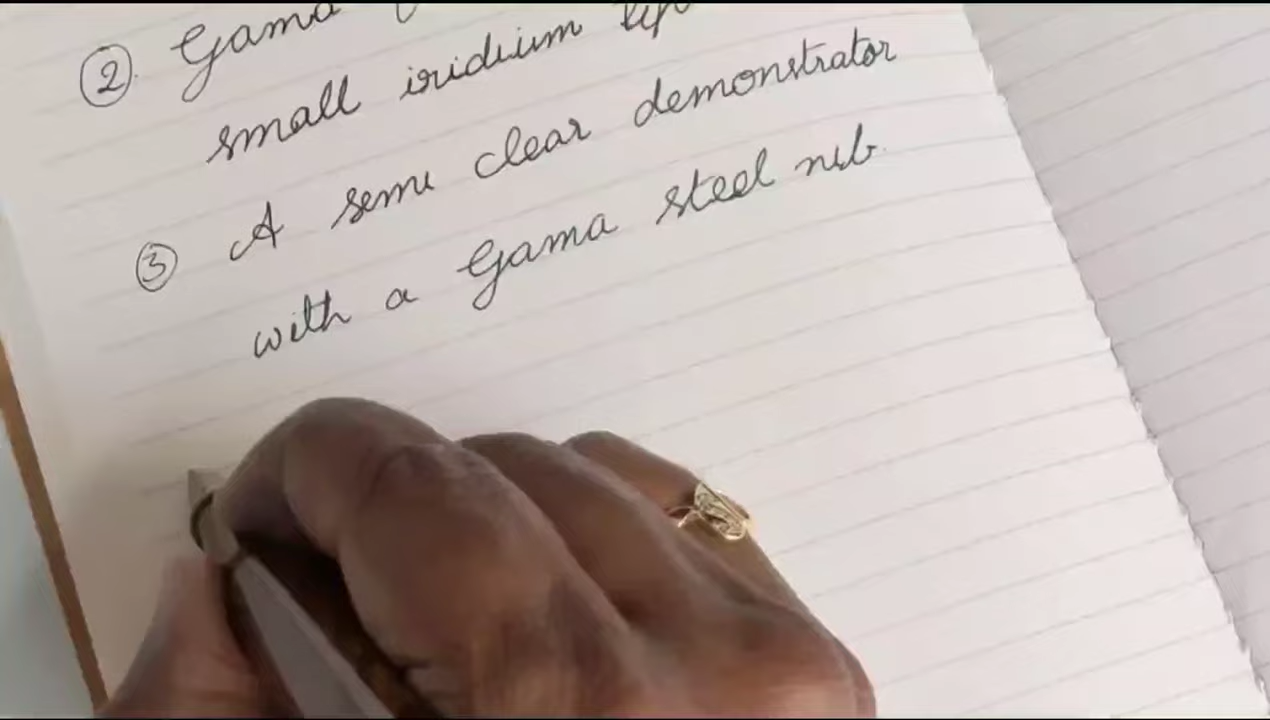 ② Gama
small iridium tip
③ A semi clear demonstrator
with a Gama steel nib.